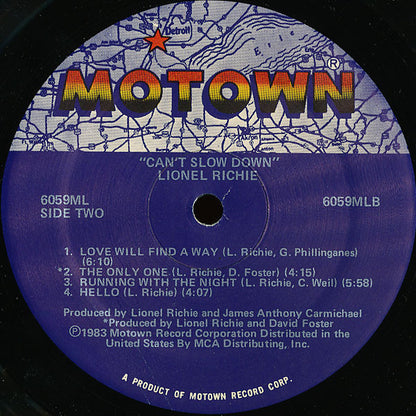 Detroit
Erie
MOTOWN®
"CAN'T SLOW DOWN"
LIONEL RICHIE
6059ML 6059MLB
SIDE TWO
1. LOVE WILL FIND A WAY (L. Richie, G. Phillinganes)
(6:10)
*2. THE ONLY ONE (L. Richie, D. Foster) (4:15)
3. RUNNING WITH THE NIGHT (L. Richie, C. Weil) (5:58)
4. HELLO (L. Richie) (4:07)
Produced by Lionel Richie and James Anthony Carmichael
*Produced by Lionel Richie and David Foster
Ⓟ1983 Motown Record Corporation Distributed in the
United States By MCA Distributing, Inc.
A PRODUCT OF MOTOWN RECORD CORP.